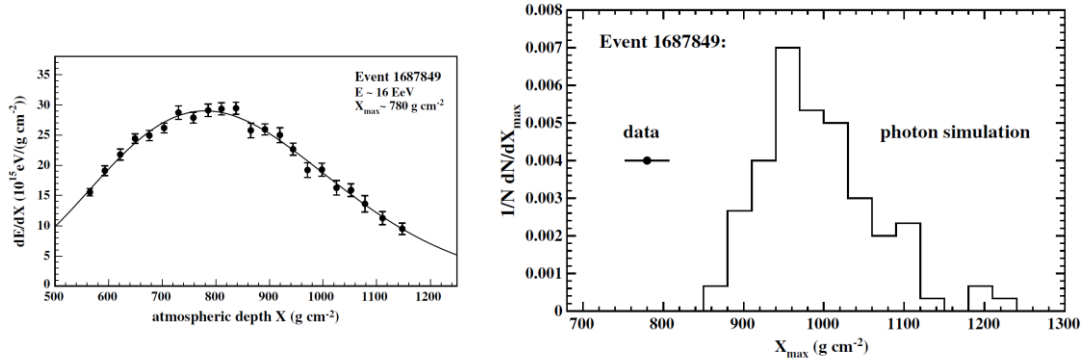 Event 1687849
E ~ 16 EeV
X_max ~ 780 g cm^-2
dE/dX (10^15 eV/(g cm^-2))
35
30
25
20
15
10
5
0
500 600 700 800 900 1000 1100 1200
atmospheric depth X (g cm^-2)
Event 1687849:
data
photon simulation
1/N dN/dX_max
0.008
0.007
0.006
0.005
0.004
0.003
0.002
0.001
0
700 800 900 1000 1100 1200 1300
X_max (g cm^-2)